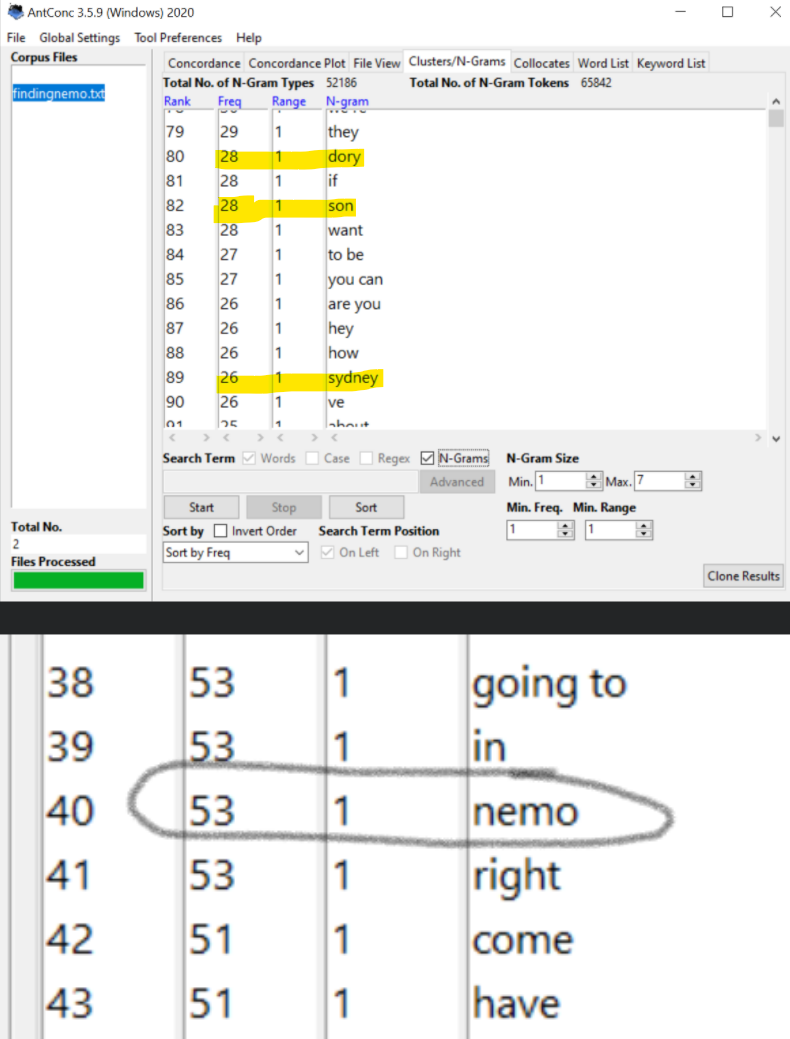 AntConc 3.5.9 (Windows) 2020
File Global Settings Tool Preferences Help
Corpus Files
findingnemo.txt
Concordance Concordance Plot File View Clusters/N-Grams Collocates Word List Keyword List
Total No. of N-Gram Types 52186 Total No. of N-Gram Tokens 65842
Rank Freq Range N-gram
79 29 1 they
80 28 1 dory
81 28 1 if
82 28 1 son
83 28 1 want
84 27 1 to be
85 27 1 you can
86 26 1 are you
87 26 1 hey
88 26 1 how
89 26 1 sydney
90 26 1 ve
91 25 1 about
Search Term Words Case Regex N-Grams N-Gram Size
Advanced Min. 1 Max. 7
Start Stop Sort Min. Freq. Min. Range
Sort by Invert Order Search Term Position 1 1
Sort by Freq On Left On Right
Total No.
2
Files Processed
Clone Results
38 53 1 going to
39 53 1 in
40 53 1 nemo
41 53 1 right
42 51 1 come
43 51 1 have